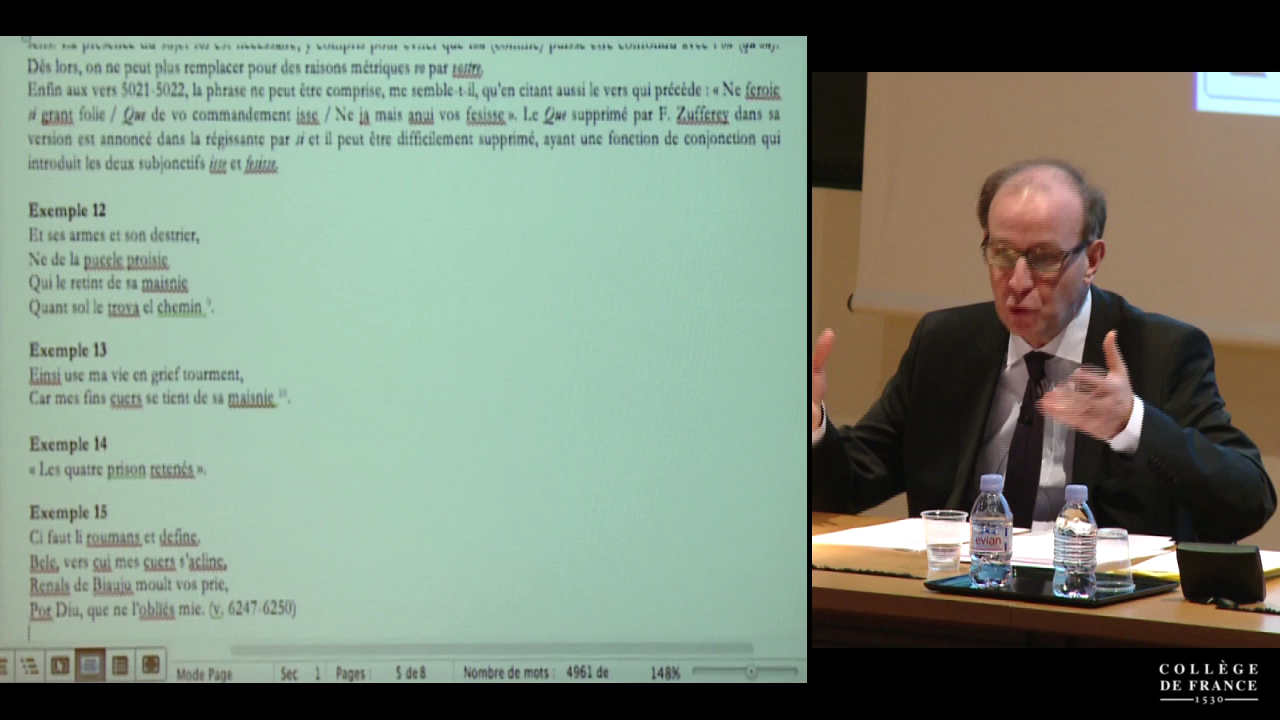 Dès lors, on ne peut plus remplacer pour des raisons métriques vo par vostre.
Enfin aux vers 5021-5022, la phrase ne peut être comprise, me semble-t-il, qu'en citant aussi le vers qui précède : « Ne feroie
si grant folie / Que de vo commandement isse / Ne ja mais anui vos fesisse ». Le Que supprimé par F. Zufferey dans sa
version est annoncé dans la régissante par si et il peut être difficilement supprimé, ayant une fonction de conjonction qui
introduit les deux subjonctifs isse et fesisse.
Exemple 12
Et ses armes et son destrier,
Ne de la pucele proisie
Qui le retint de sa maisnie
Quant sol le trova el chemin 9.
Exemple 13
Einsi use ma vie en grief tourment,
Car mes fins cuers se tient de sa maisnie 10.
Exemple 14
« Les quatre prison retenés ».
Exemple 15
Ci faut li roumans et define,
Bele, vers cui mes cuers s'acline,
Renals de Biauju moult vos prie,
Por Diu, que ne l'obliés mie. (v. 6247-6250)
Mode Page Sec 1 Pages : 5 de 8 Nombre de mots : 4961 de 148%
evian
COLLÈGE
DE FRANCE
1530